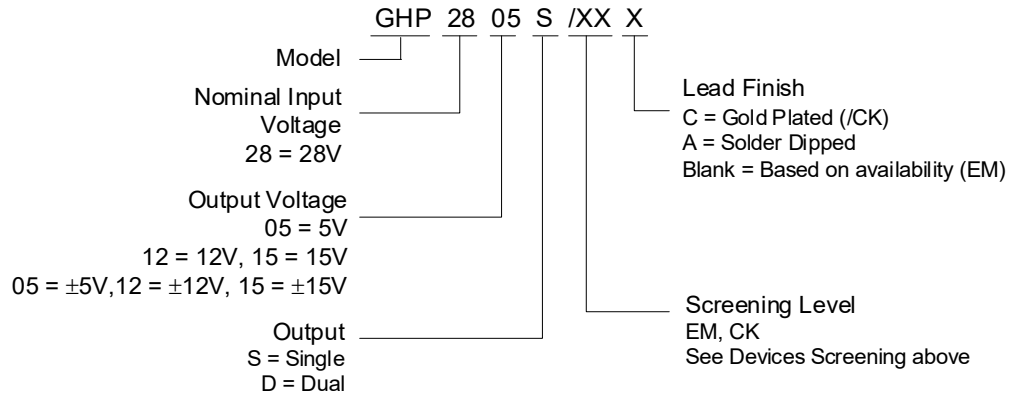 GHP 28 05 S /XX X
Model
Nominal Input
Voltage
28 = 28V
Output Voltage
05 = 5V
12 = 12V, 15 = 15V
05 = ±5V,12 = ±12V, 15 = ±15V
Output
S = Single
D = Dual
Lead Finish
C = Gold Plated (/CK)
A = Solder Dipped
Blank = Based on availability (EM)
Screening Level
EM, CK
See Devices Screening above